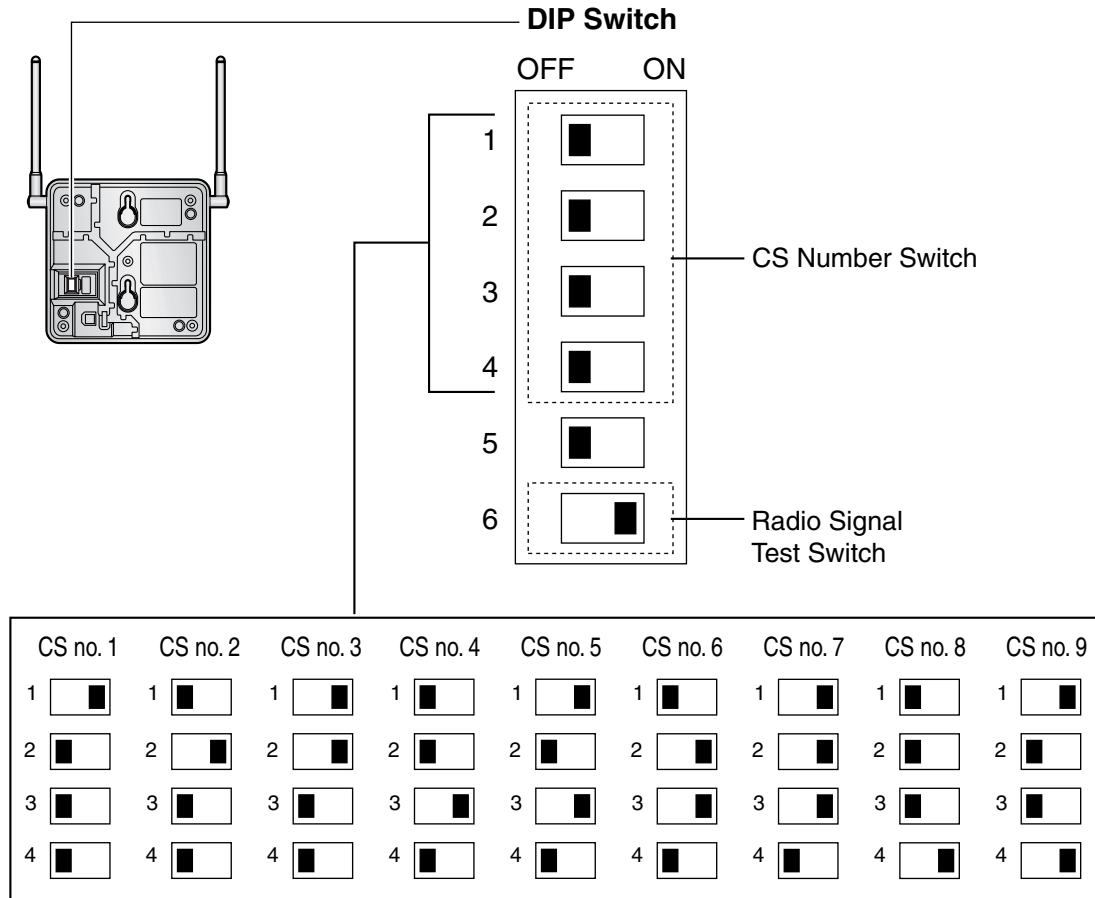 DIP Switch
OFF ON
1
2
3
4
5
6
CS Number Switch
Radio Signal
Test Switch
CS no. 1 CS no. 2 CS no. 3 CS no. 4 CS no. 5 CS no. 6 CS no. 7 CS no. 8 CS no. 9
1 1 1 1 1 1 1 1 1
2 2 2 2 2 2 2 2 2
3 3 3 3 3 3 3 3 3
4 4 4 4 4 4 4 4 4